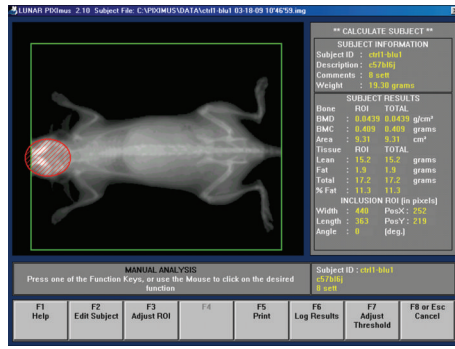 LUNAR PIXImus 2.10 Subject File: C:\PIXIMUS\DATA\ctrl1-blu1 03-18-09 10'46'59.img
** CALCULATE SUBJECT **
SUBJECT INFORMATION
Subject ID : ctrl1-blu1
Description : c57bl6j
Comments : 8 sett
Weight : 19.30 grams
SUBJECT RESULTS
Bone ROI TOTAL
BMD : 0.0439 0.0439 g/cm²
BMC : 0.409 0.409 grams
Area : 9.31 9.31 cm²
Tissue ROI TOTAL
Lean : 15.2 15.2 grams
Fat : 1.9 1.9 grams
Total : 17.2 17.2 grams
% Fat : 11.3 11.3
INCLUSION ROI (in pixels)
Width : 440 PosX : 252
Length : 363 PosY : 219
Angle : 0 (deg.)
MANUAL ANALYSIS
Press one of the Function Keys, or use the Mouse to click on the desired
function
Subject ID : ctrl1-blu1
c57bl6j
8 sett
F1 Help
F2 Edit Subject
F3 Adjust ROI
F4
F5 Print
F6 Log Results
F7 Adjust Threshold
F8 or Esc Cancel